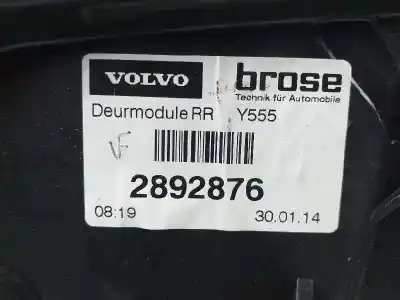 VOLVO brose
Technik für Automobile
Deurmodule RR Y555
VF
2892876
08:19 30.01.14